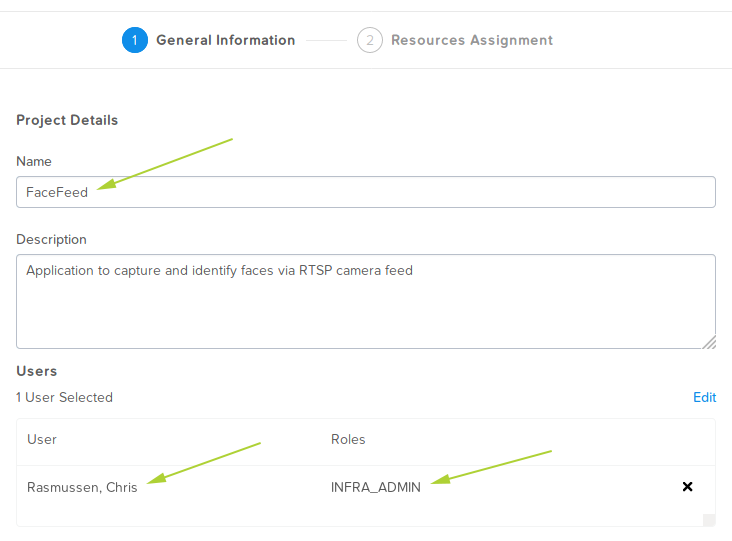 1 General Information 2 Resources Assignment
Project Details
Name
FaceFeed
Description
Application to capture and identify faces via RTSP camera feed
Users
1 User Selected Edit
User Roles
Rasmussen, Chris INFRA_ADMIN